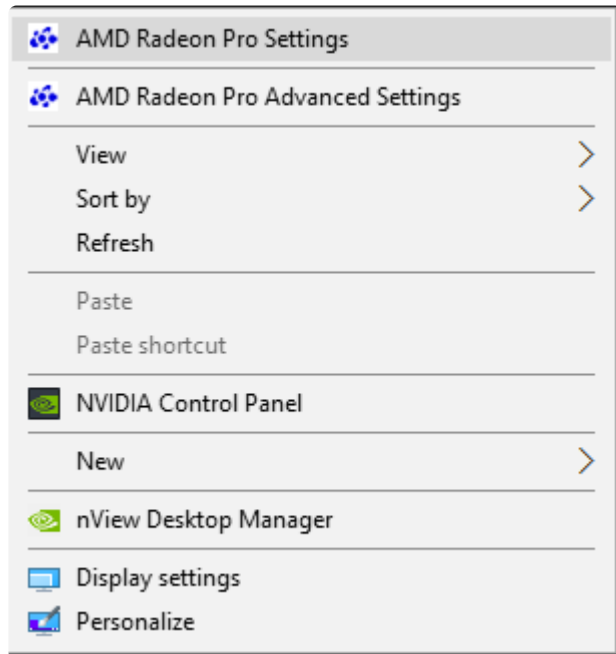 AMD Radeon Pro Settings
AMD Radeon Pro Advanced Settings
View
Sort by
Refresh
Paste
Paste shortcut
NVIDIA Control Panel
New
nView Desktop Manager
Display settings
Personalize